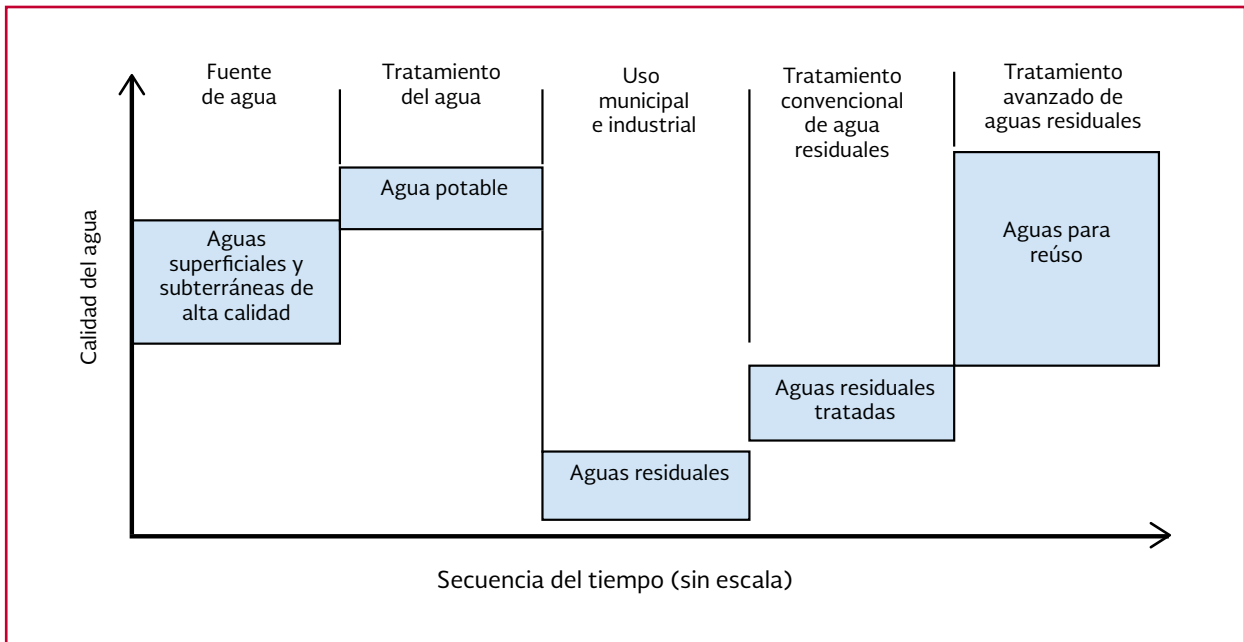 Fuente
de agua
Tratamiento
del agua
Uso
municipal
e industrial
Tratamiento
convencional
de agua
residuales
Tratamiento
avanzado de
aguas residuales
Calidad del agua
Aguas
superficiales y
subterráneas de
alta calidad
Agua potable
Aguas residuales
Aguas residuales
tratadas
Aguas para
reúso
Secuencia del tiempo (sin escala)